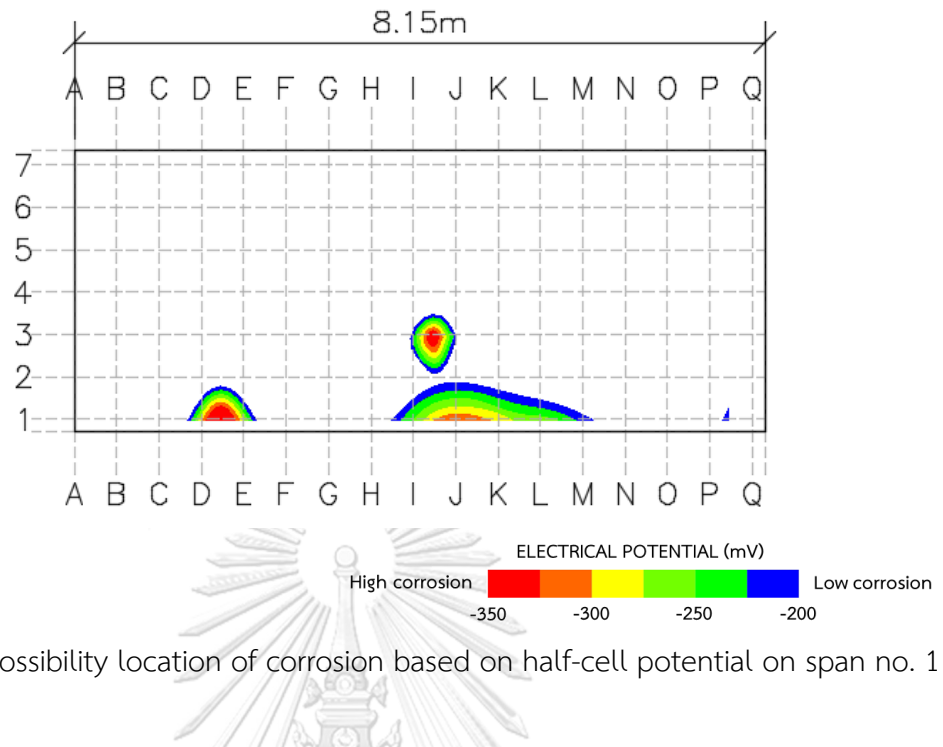 8.15m
A B C D E F G H I J K L M N O P Q
7
6
5
4
3
2
1
A B C D E F G H I J K L M N O P Q
ELECTRICAL POTENTIAL (mV)
High corrosion Low corrosion
-350 -300 -250 -200
ossibility location of corrosion based on half-cell potential on span no. 1